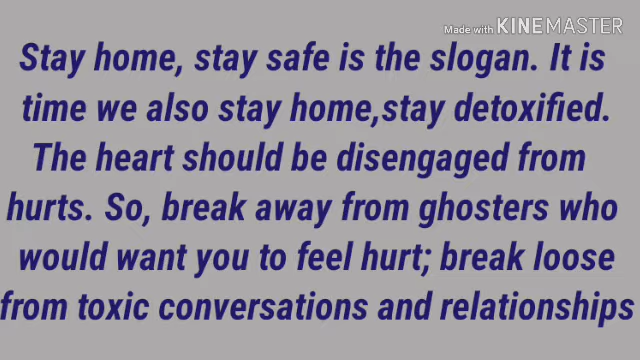 Made with KINEMASTER
Stay home, stay safe is the slogan. It is
time we also stay home,stay detoxified.
The heart should be disengaged from
hurts. So, break away from ghosters who
would want you to feel hurt; break loose
from toxic conversations and relationships